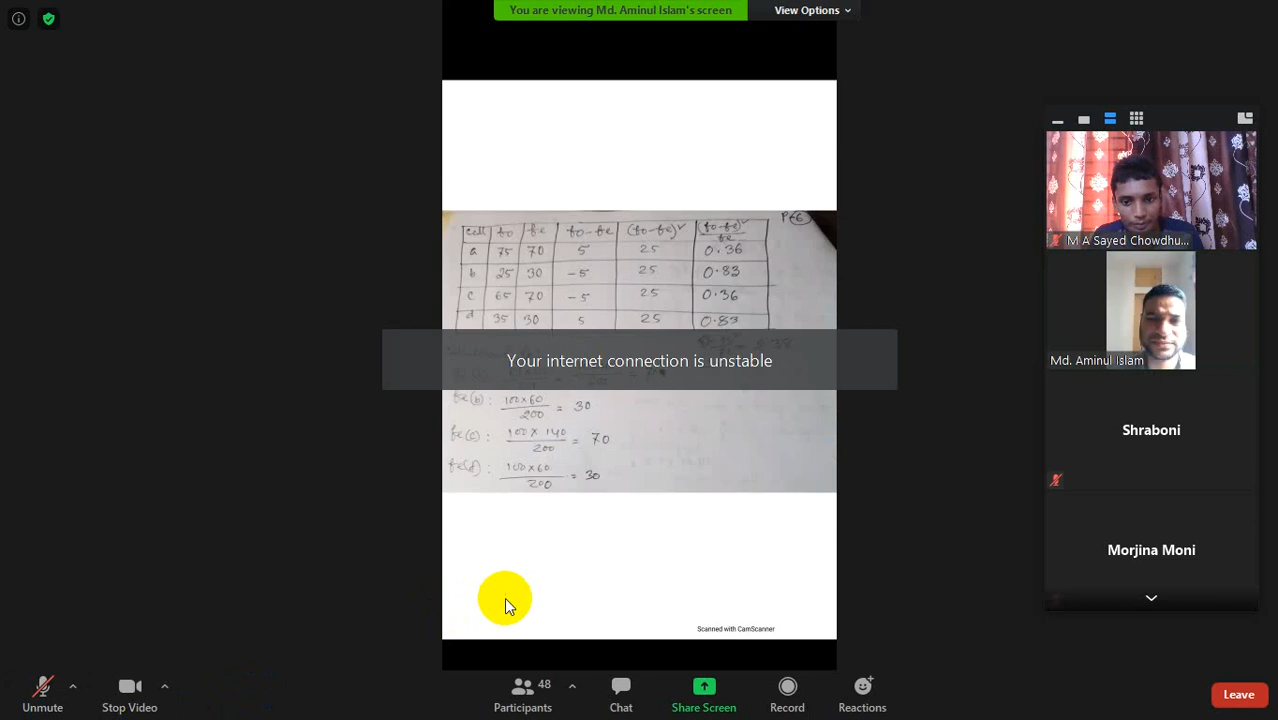 You are viewing Md. Aminul Islam's screen
View Options
P-6
cell fo fe fo-fe (fo-fe)² (fo-fe)²/fe
a 75 70 5 25 0.36
b 25 30 -5 25 0.83
c 65 70 -5 25 0.36
d 35 30 5 25 0.83
Your internet connection is unstable
fe(b): 100×60/200 = 30
fe(c): 100×140/200 = 70
fe(d): 100×60/200 = 30
Scanned with CamScanner
M A Sayed Chowdhu...
Md. Aminul Islam
Shraboni
Morjina Moni
Unmute
Stop Video
48
Participants
Chat
Share Screen
Record
Reactions
Leave